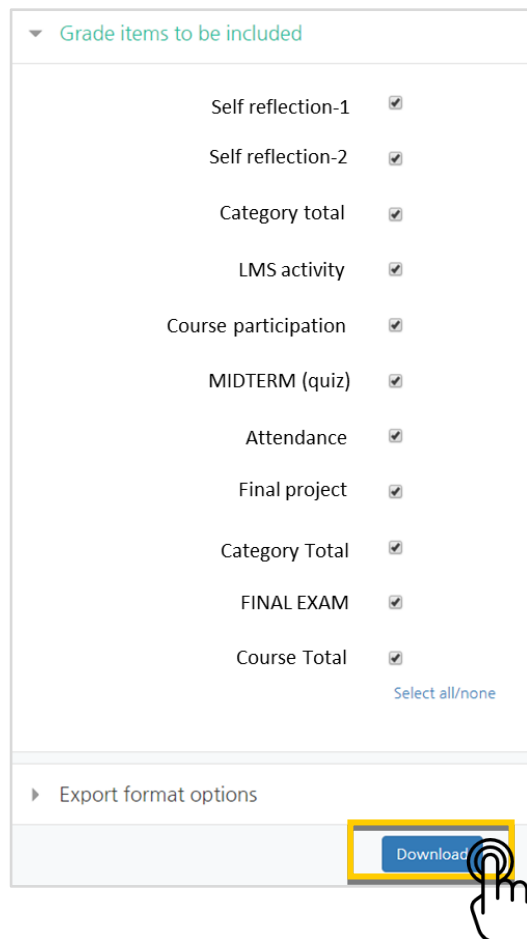 Grade items to be included
Self reflection-1
Self reflection-2
Category total
LMS activity
Course participation
MIDTERM (quiz)
Attendance
Final project
Category Total
FINAL EXAM
Course Total
Select all/none
Export format options
Download